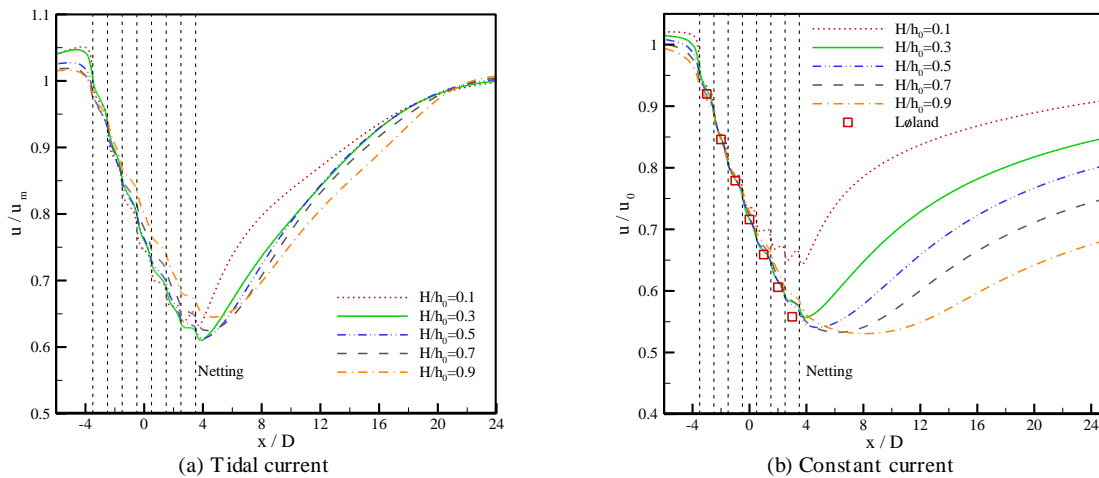 1.1
1
0.9
0.8
0.7
0.6
0.5
u / u_m
-4 0 4 8 12 16 20 24
x / D
H/h_0=0.1
H/h_0=0.3
H/h_0=0.5
H/h_0=0.7
H/h_0=0.9
Netting
(a) Tidal current
1
0.9
0.8
0.7
0.6
0.5
0.4
u / u_0
-4 0 4 8 12 16 20 24
x / D
H/h_0=0.1
H/h_0=0.3
H/h_0=0.5
H/h_0=0.7
H/h_0=0.9
Løland
Netting
(b) Constant current